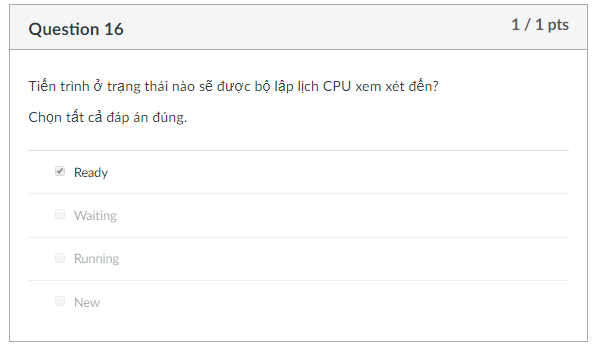 Question 16
1 / 1 pts
Tiến trình ở trạng thái nào sẽ được bộ lập lịch CPU xem xét đến?
Chọn tất cả đáp án đúng.
Ready
Waiting
Running
New